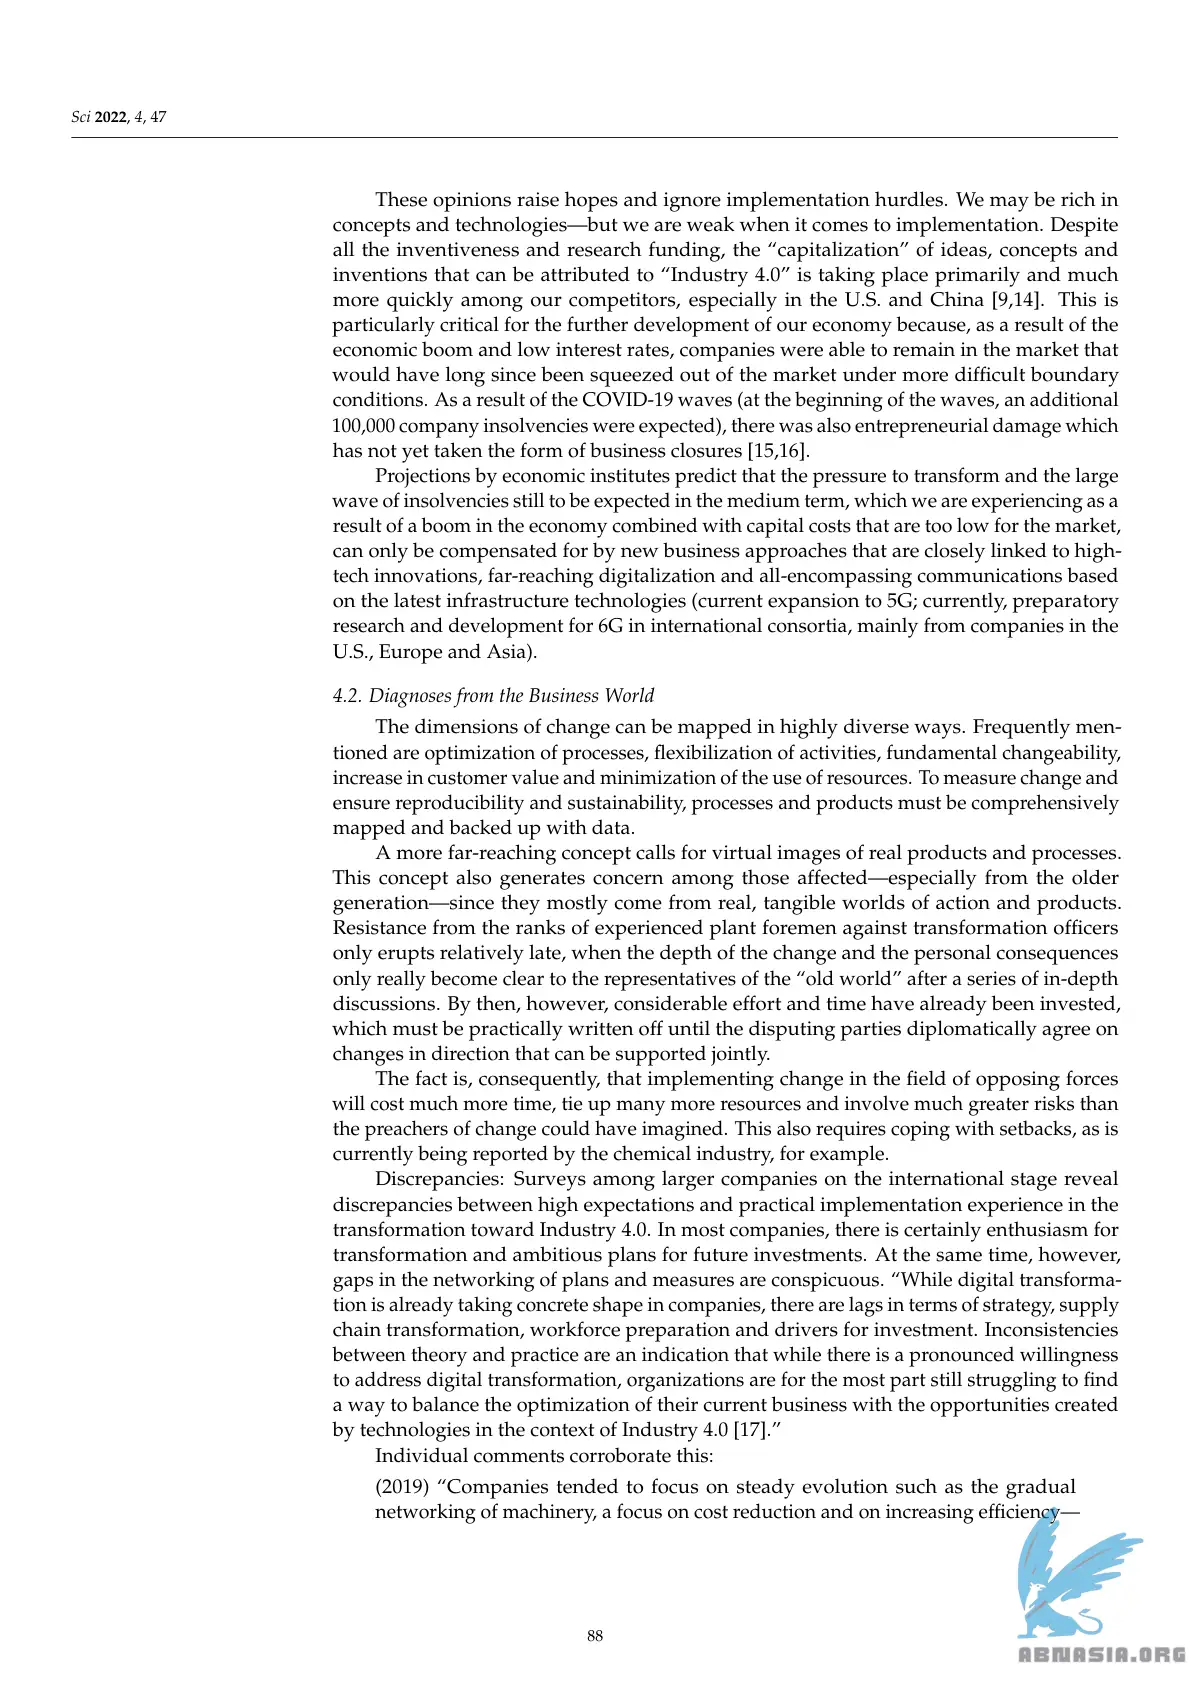 Sci 2022, 4, 47
These opinions raise hopes and ignore implementation hurdles. We may be rich in
concepts and technologies—but we are weak when it comes to implementation. Despite
all the inventiveness and research funding, the “capitalization” of ideas, concepts and
inventions that can be attributed to “Industry 4.0” is taking place primarily and much
more quickly among our competitors, especially in the U.S. and China [9,14]. This is
particularly critical for the further development of our economy because, as a result of the
economic boom and low interest rates, companies were able to remain in the market that
would have long since been squeezed out of the market under more difficult boundary
conditions. As a result of the COVID-19 waves (at the beginning of the waves, an additional
100,000 company insolvencies were expected), there was also entrepreneurial damage which
has not yet taken the form of business closures [15,16].
Projections by economic institutes predict that the pressure to transform and the large
wave of insolvencies still to be expected in the medium term, which we are experiencing as a
result of a boom in the economy combined with capital costs that are too low for the market,
can only be compensated for by new business approaches that are closely linked to high-
tech innovations, far-reaching digitalization and all-encompassing communications based
on the latest infrastructure technologies (current expansion to 5G; currently, preparatory
research and development for 6G in international consortia, mainly from companies in the
U.S., Europe and Asia).
4.2. Diagnoses from the Business World
The dimensions of change can be mapped in highly diverse ways. Frequently men-
tioned are optimization of processes, flexibilization of activities, fundamental changeability,
increase in customer value and minimization of the use of resources. To measure change and
ensure reproducibility and sustainability, processes and products must be comprehensively
mapped and backed up with data.
A more far-reaching concept calls for virtual images of real products and processes.
This concept also generates concern among those affected—especially from the older
generation—since they mostly come from real, tangible worlds of action and products.
Resistance from the ranks of experienced plant foremen against transformation officers
only erupts relatively late, when the depth of the change and the personal consequences
only really become clear to the representatives of the “old world” after a series of in-depth
discussions. By then, however, considerable effort and time have already been invested,
which must be practically written off until the disputing parties diplomatically agree on
changes in direction that can be supported jointly.
The fact is, consequently, that implementing change in the field of opposing forces
will cost much more time, tie up many more resources and involve much greater risks than
the preachers of change could have imagined. This also requires coping with setbacks, as is
currently being reported by the chemical industry, for example.
Discrepancies: Surveys among larger companies on the international stage reveal
discrepancies between high expectations and practical implementation experience in the
transformation toward Industry 4.0. In most companies, there is certainly enthusiasm for
transformation and ambitious plans for future investments. At the same time, however,
gaps in the networking of plans and measures are conspicuous. “While digital transforma-
tion is already taking concrete shape in companies, there are lags in terms of strategy, supply
chain transformation, workforce preparation and drivers for investment. Inconsistencies
between theory and practice are an indication that while there is a pronounced willingness
to address digital transformation, organizations are for the most part still struggling to find
a way to balance the optimization of their current business with the opportunities created
by technologies in the context of Industry 4.0 [17].”
Individual comments corroborate this:
(2019) “Companies tended to focus on steady evolution such as the gradual
networking of machinery, a focus on cost reduction and on increasing efficiency—
88
ABNASIA.ORG